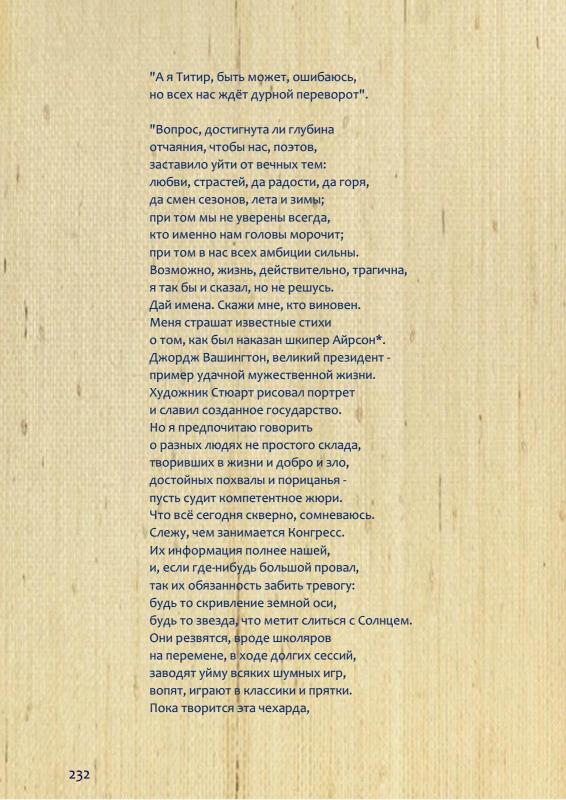 "А я Титир, быть может, ошибаюсь,
но всех нас ждёт дурной переворот".
"Вопрос, достигнута ли глубина
отчаяния, чтобы нас, поэтов,
заставило уйти от вечных тем:
любви, страстей, да радости, да горя,
да смен сезонов, лета и зимы;
при том мы не уверены всегда,
кто именно нам головы морочит;
при том в нас всех амбиции сильны.
Возможно, жизнь, действительно, трагична,
я так бы и сказал, но не решусь.
Дай имена. Скажи мне, кто виновен.
Меня страшат известные стихи
о том, как был наказан шкипер Айрсон*.
Джордж Вашингтон, великий президент -
пример удачной мужественной жизни.
Художник Стюарт рисовал портрет
и славил созданное государство.
Но я предпочитаю говорить
о разных людях не простого склада,
творивших в жизни и добро и зло,
достойных похвалы и порицанья -
пусть судит компетентное жюри.
Что всё сегодня скверно, сомневаюсь.
Слежу, чем занимается Конгресс.
Их информация полнее нашей,
и, если где-нибудь большой провал,
так их обязанность забить тревогу:
будь то скривление земной оси,
будь то звезда, что метит слиться с Солнцем.
Они резвятся, вроде школяров
на перемене, в ходе долгих сессий,
заводят уйму всяких шумных игр,
вопят, играют в классики и прятки.
Пока творится эта чехарда,
232